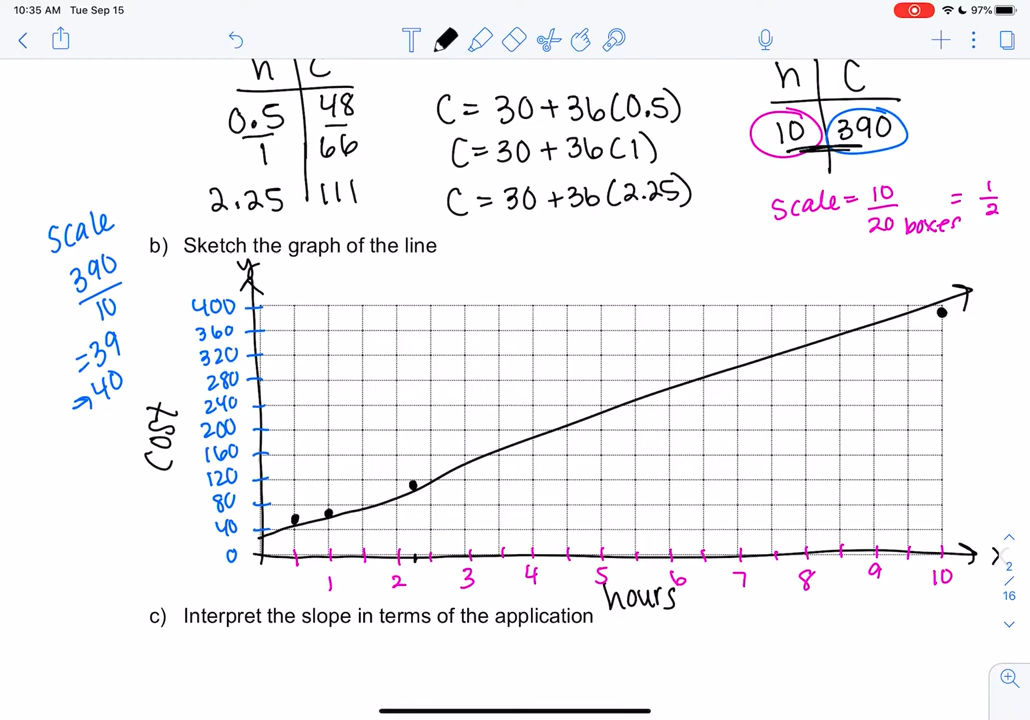 10:35 AM Tue Sep 15
97%
n C
0.5 48
1 66
2.25 111
C = 30 + 36(0.5)
C = 30 + 36(1)
C = 30 + 36(2.25)
n C
10 390
Scale = 10/20 boxes = 1/2
Scale
390/10
= 39
→ 40
b) Sketch the graph of the line
y
400
360
320
280
240
200
160
120
80
40
0
Cost
1 2 3 4 5 6 7 8 9 10
x
hours
c) Interpret the slope in terms of the application
2
/
16